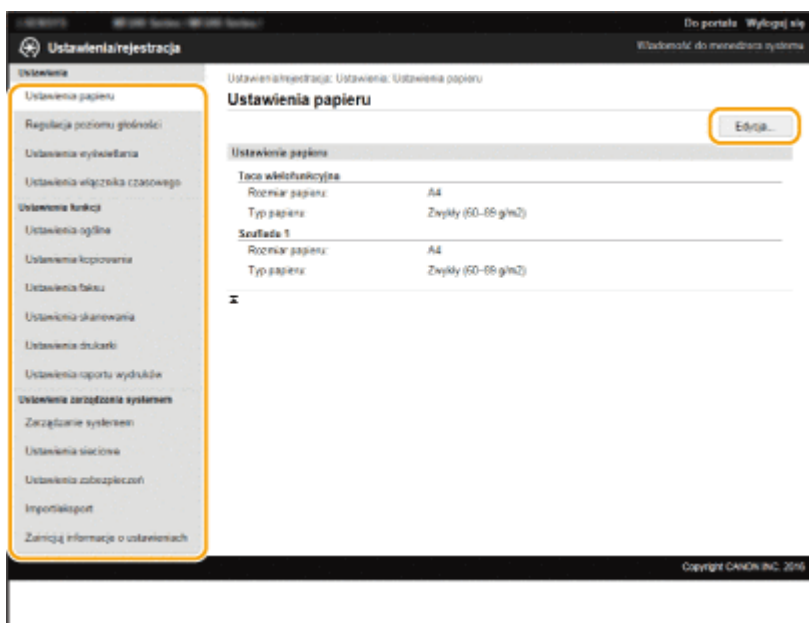 Do portalu Wyloguj się
Ustawienia/rejestracja
Wiadomość do menedżera systemu
Ustawienia
Ustawienia papieru
Regulacja poziomu głośności
Ustawienia wyświetlania
Ustawienia włącznika czasowego
Ustawienia funkcji
Ustawienia ogólne
Ustawienia kopiowania
Ustawienia faksu
Ustawienia skanowania
Ustawienia drukarki
Ustawienia raportu wydruków
Ustawienia zarządzania systemem
Zarządzanie systemem
Ustawienia sieciowe
Ustawienia zabezpieczeń
Import/eksport
Zainicjuj informacje o ustawieniach
Ustawienia/rejestracja: Ustawienia: Ustawienia papieru
Ustawienia papieru
Edycja...
Ustawienia papieru
Taca wielofunkcyjna
Rozmiar papieru: A4
Typ papieru: Zwykły (60-89 g/m2)
Szuflada 1
Rozmiar papieru: A4
Typ papieru: Zwykły (60-89 g/m2)
Copyright CANON INC. 2016